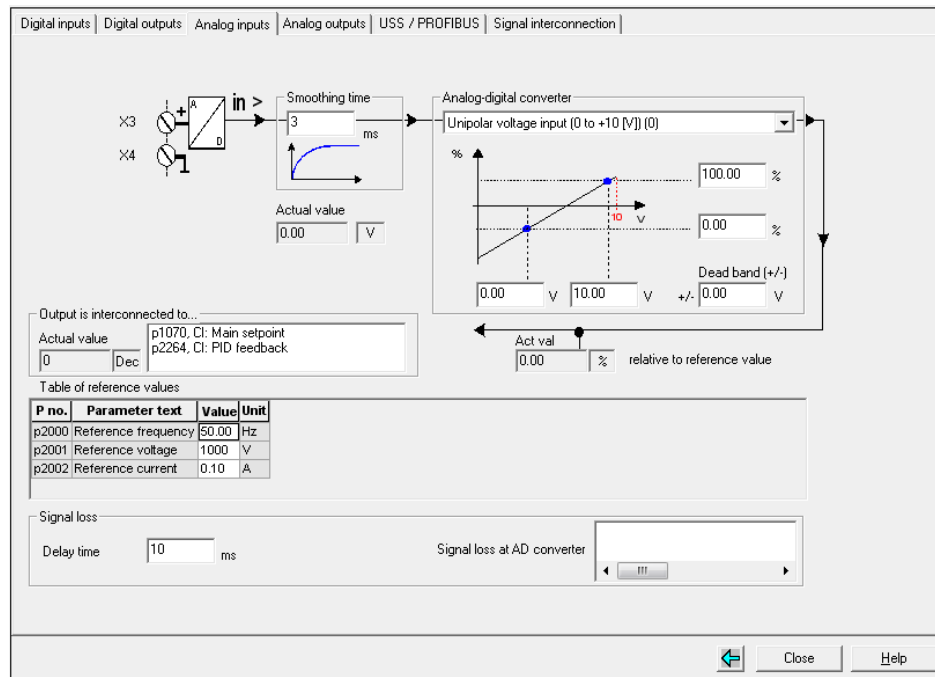 Digital inputs Digital outputs Analog inputs Analog outputs USS / PROFIBUS Signal interconnection
X3
X4
+
A
D
in >
Smoothing time
3
ms
Actual value
0.00 V
Analog-digital converter
Unipolar voltage input (0 to +10 [V]) (0)
%
10
V
100.00 %
0.00 %
Dead band (+/-)
0.00 V 10.00 V +/- 0.00 V
Output is interconnected to...
Actual value
0 Dec
p1070, CI: Main setpoint
p2264, CI: PID feedback
Act val
0.00 % relative to reference value
Table of reference values
P no. Parameter text Value Unit
p2000 Reference frequency 50.00 Hz
p2001 Reference voltage 1000 V
p2002 Reference current 0.10 A
Signal loss
Delay time 10 ms
Signal loss at AD converter
Close Help